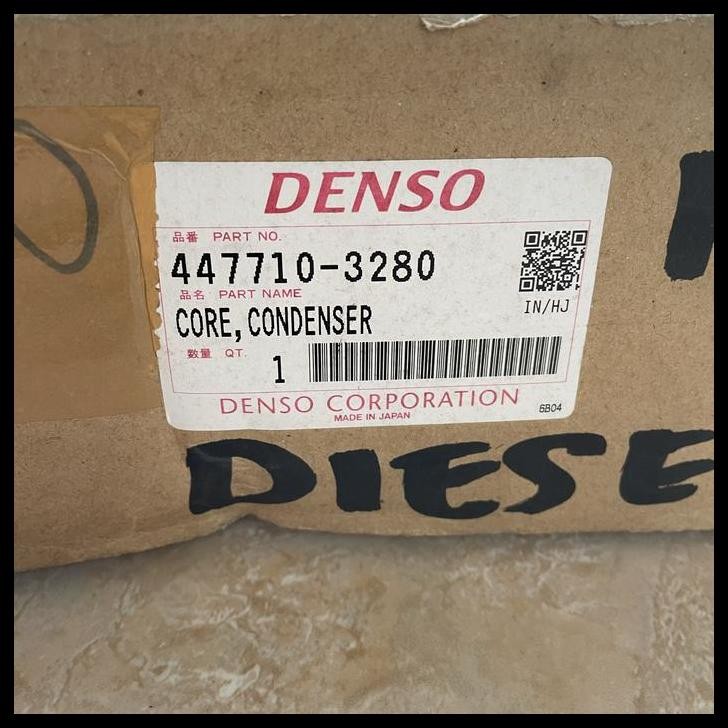 DENSO
品番 PART NO.
447710-3280
品名 PART NAME
CORE, CONDENSER
IN/HJ
數量 QT.
1
DENSO CORPORATION
MADE IN JAPAN
6B04
DIESE